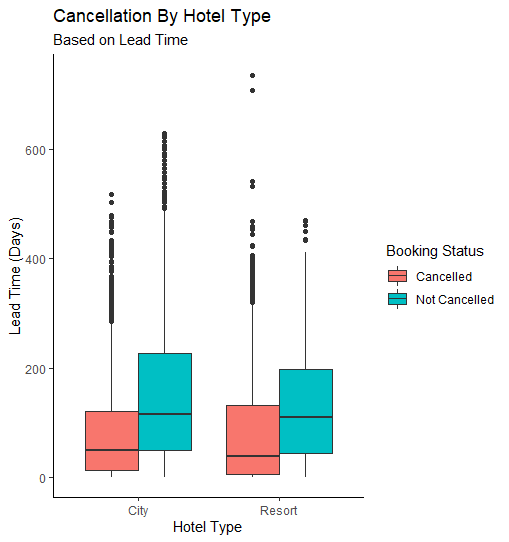 Cancellation By Hotel Type
Based on Lead Time
Lead Time (Days)
600
400
200
0
City
Resort
Hotel Type
Booking Status
Cancelled
Not Cancelled